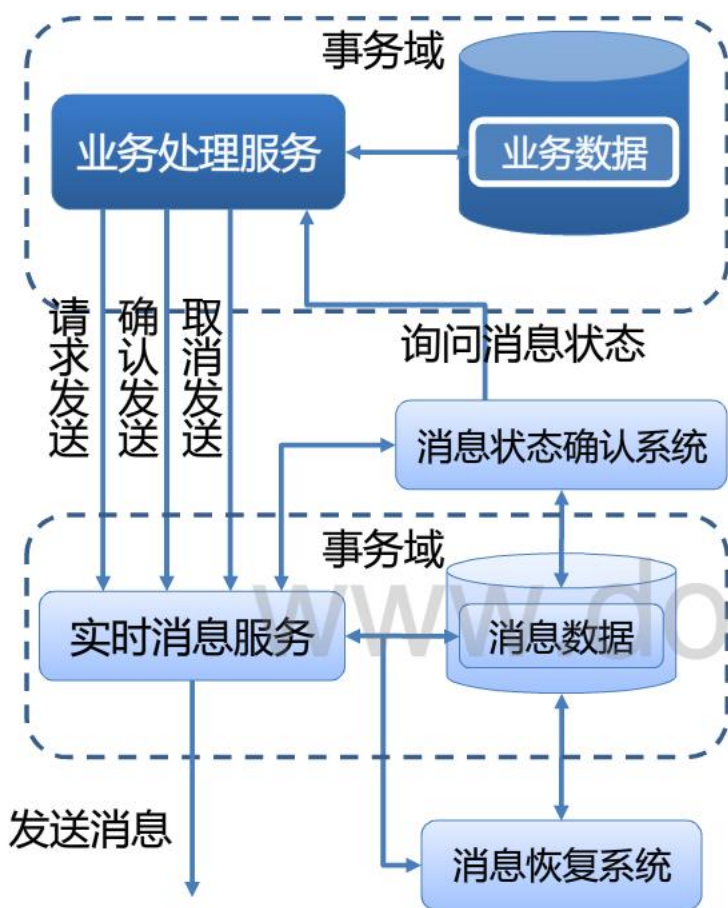 事务域
业务处理服务
业务数据
请求发送
确认发送
取消发送
询问消息状态
消息状态确认系统
事务域
实时消息服务
消息数据
www.do
发送消息
消息恢复系统